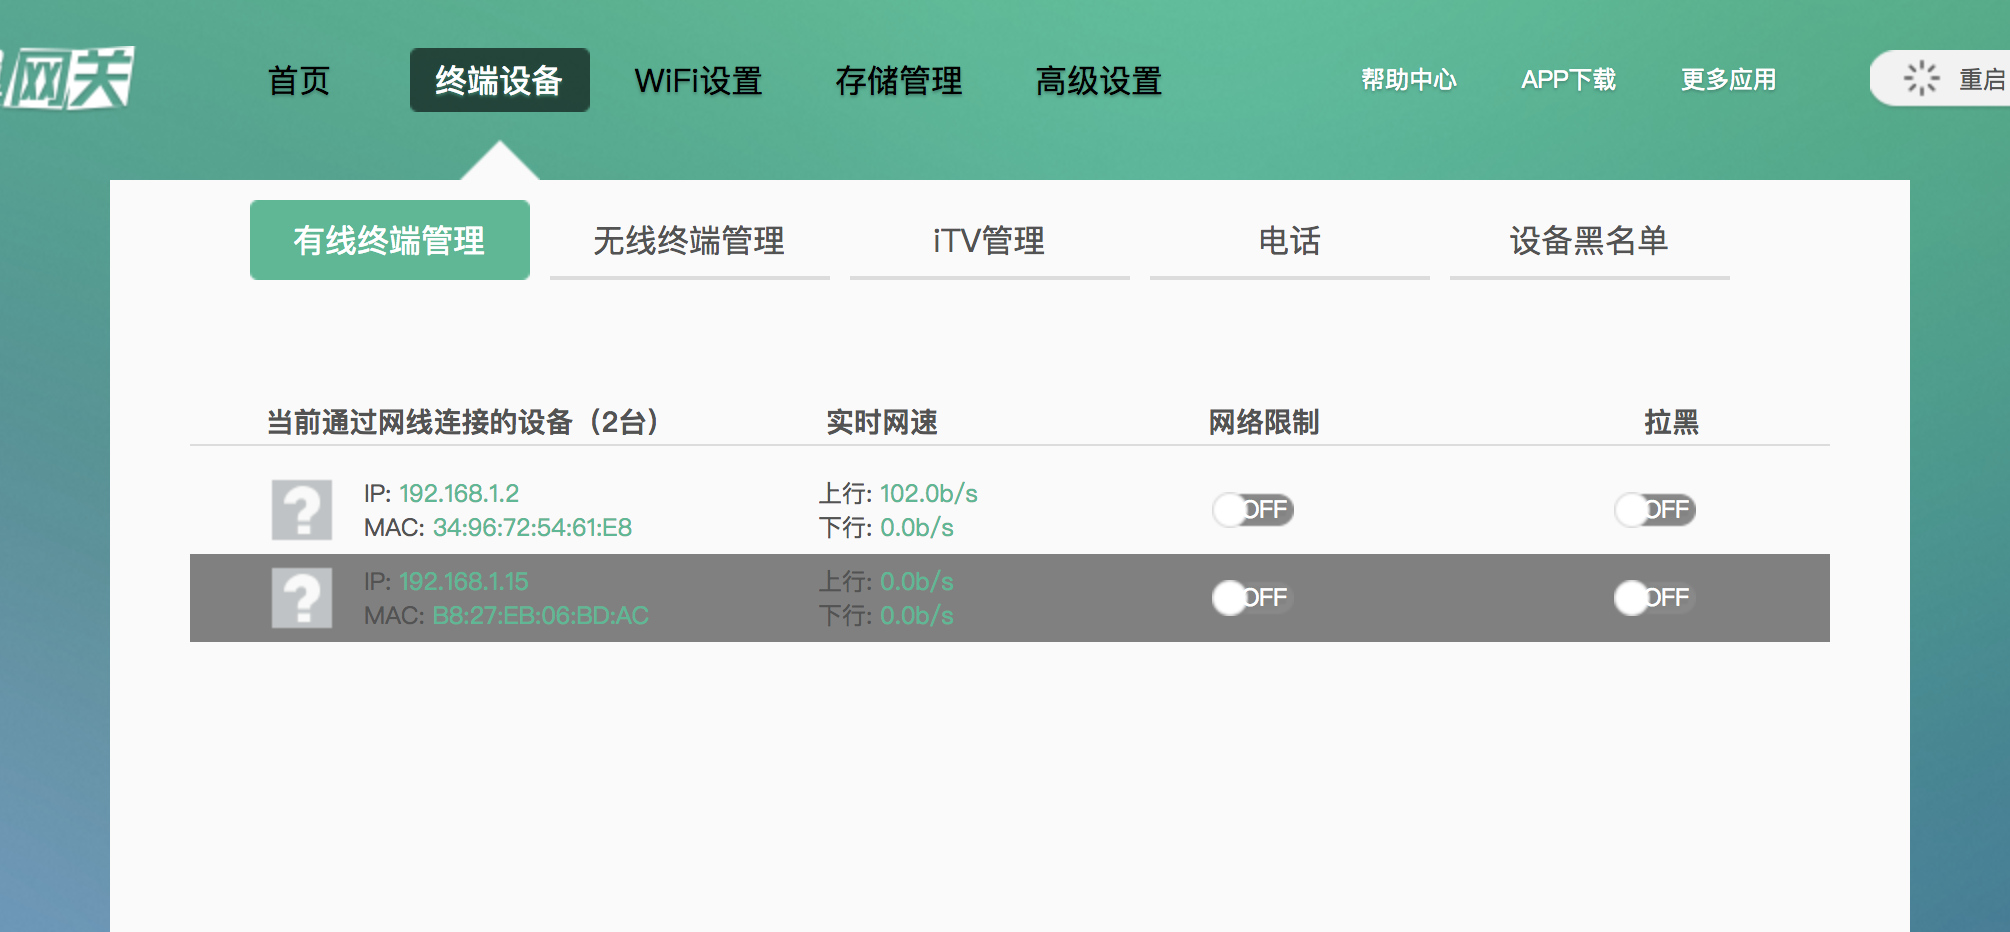 网关
首页
终端设备
WiFi设置
存储管理
高级设置
帮助中心
APP下载
更多应用
重启
有线终端管理
无线终端管理
iTV管理
电话
设备黑名单
当前通过网线连接的设备（2台）
实时网速
网络限制
拉黑
IP: 192.168.1.2
MAC: 34:96:72:54:61:E8
上行: 102.0b/s
下行: 0.0b/s
OFF
OFF
IP: 192.168.1.15
MAC: B8:27:EB:06:BD:AC
上行: 0.0b/s
下行: 0.0b/s
OFF
OFF